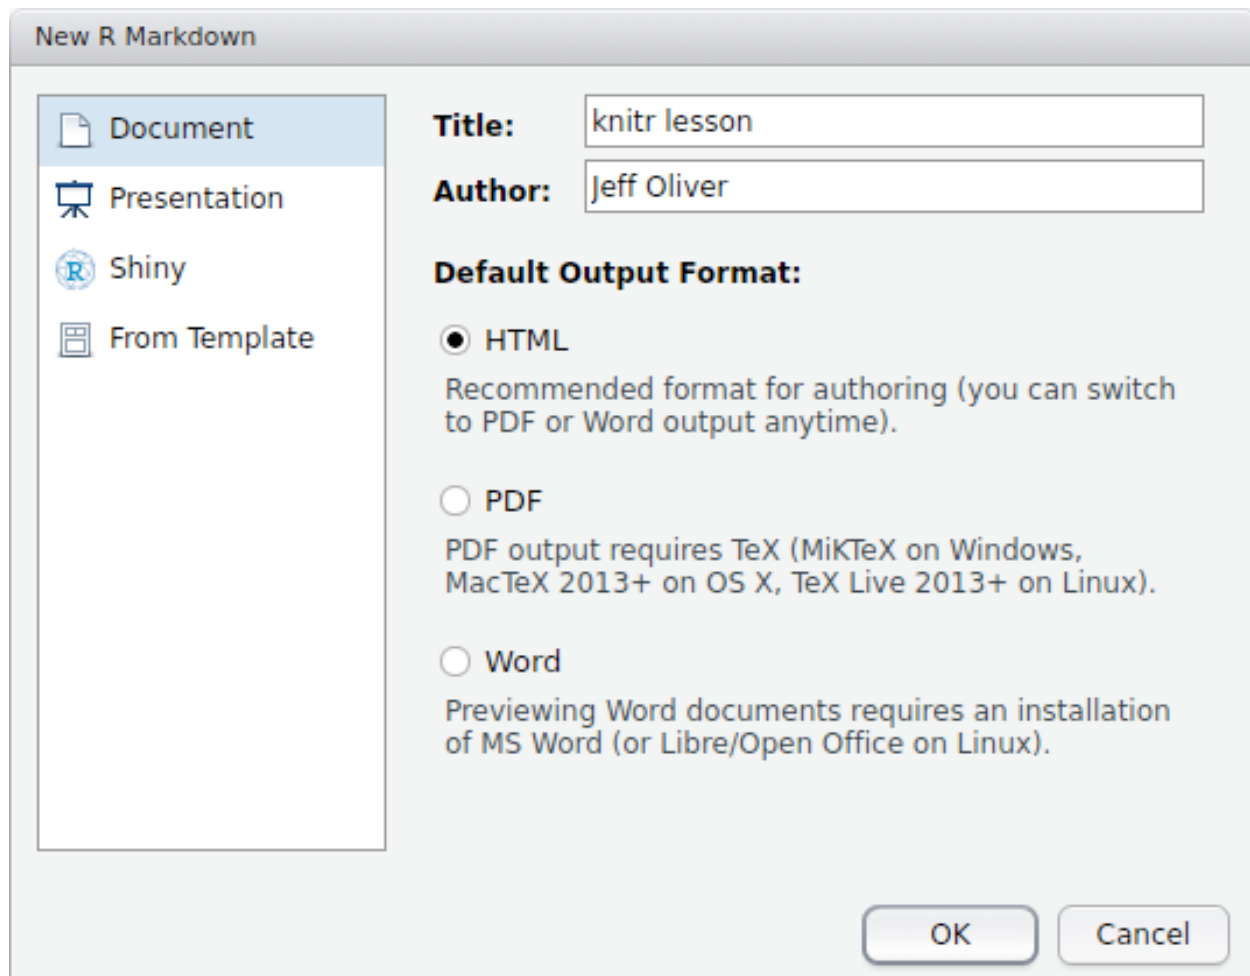 New R Markdown
Document
Presentation
R Shiny
From Template
Title: knitr lesson
Author: Jeff Oliver
Default Output Format:
HTML
Recommended format for authoring (you can switch
to PDF or Word output anytime).
PDF
PDF output requires TeX (MiKTeX on Windows,
MacTeX 2013+ on OS X, TeX Live 2013+ on Linux).
Word
Previewing Word documents requires an installation
of MS Word (or Libre/Open Office on Linux).
OK Cancel